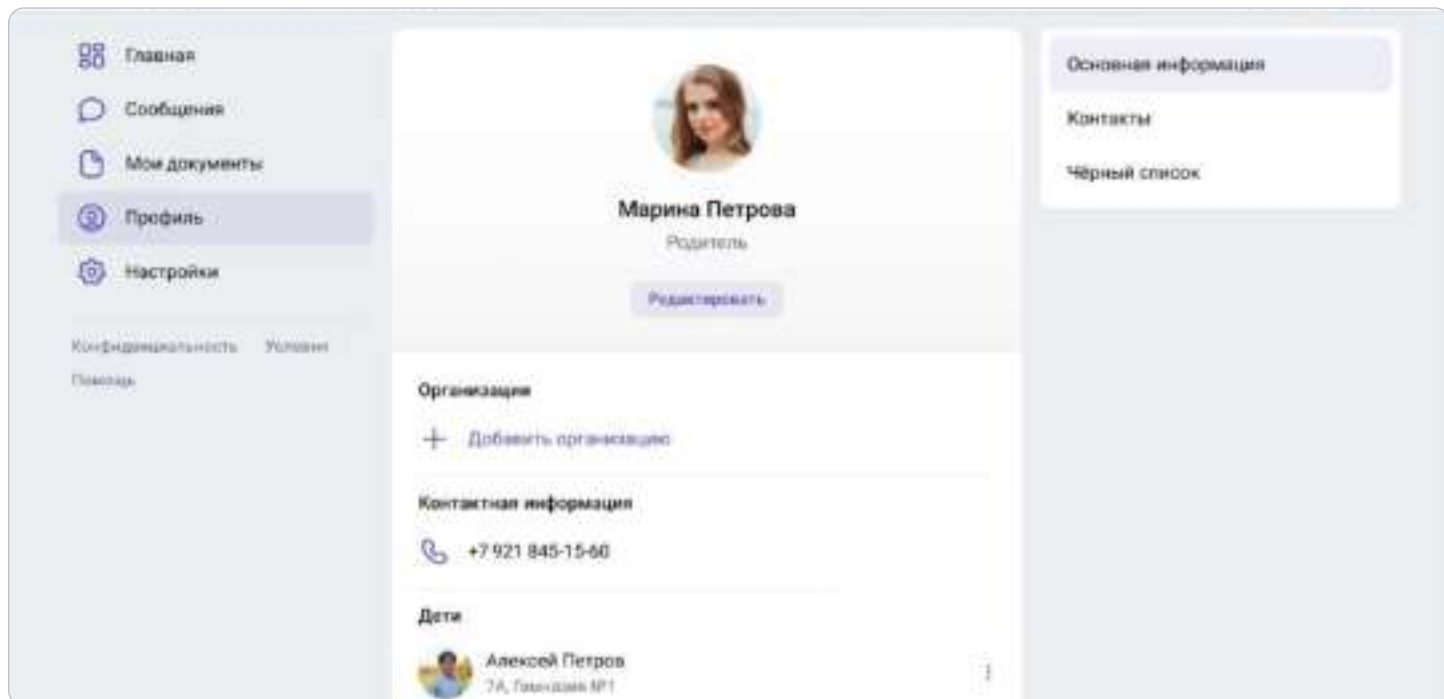 Главная
Сообщения
Мои документы
Профиль
Настройки
Конфиденциальность Условия
Помощь
Марина Петрова
Родитель
Редактировать
Организации
Добавить организацию
Контактная информация
+7 921 845-15-60
Дети
Алексей Петров
7А, Гимназия №1
Основная информация
Контакты
Чёрный список